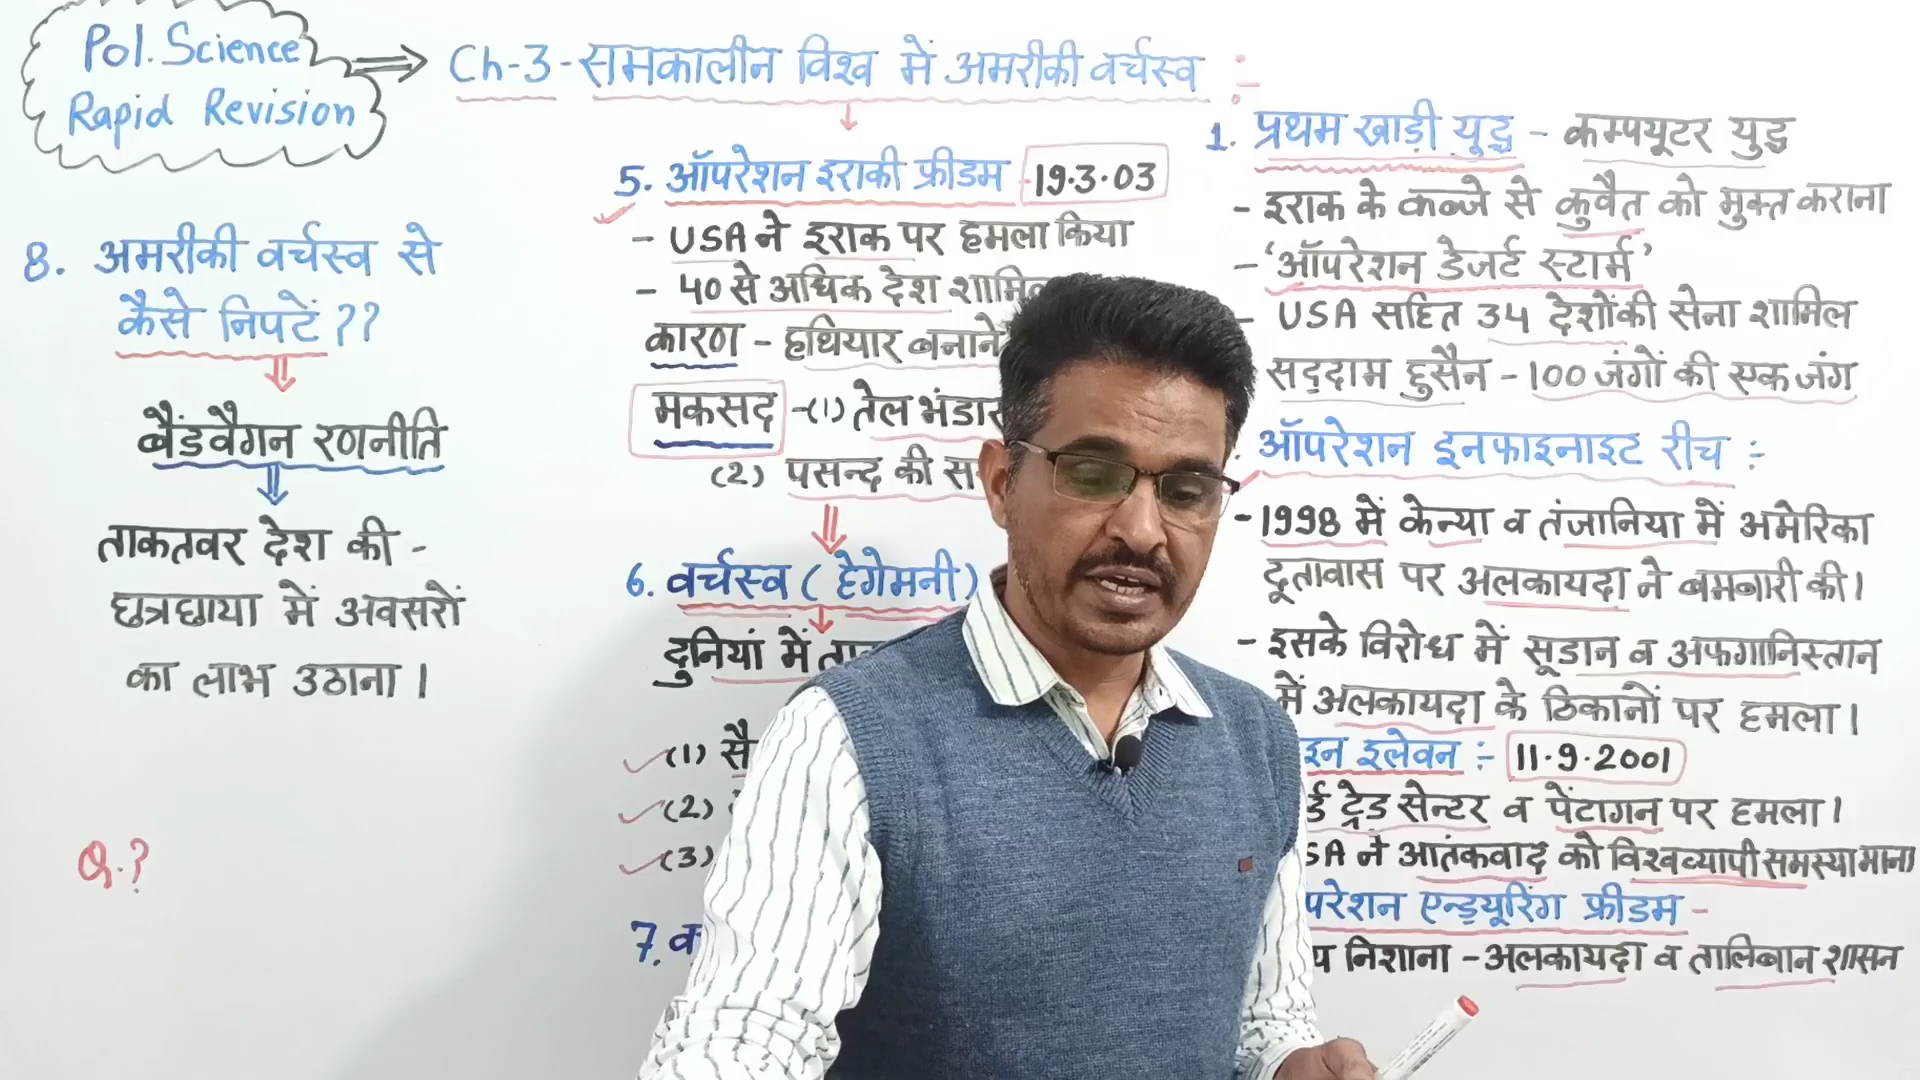 Pol. Science
Rapid Revision
Ch-3-समकालीन विश्व में अमरीकी वर्चस्व :-
1. प्रथम खाड़ी युद्ध - कम्पयूटर युद्ध
- इराक के कब्जे से कुवैत को मुक्त कराना
- 'ऑपरेशन डेजर्ट स्टार्म'
- USA सहित 34 देशों की सेना शामिल
सद्दाम हुसैन - 100 जंगों की एक जंग
ऑपरेशन इनफाइनाइट रीच :-
- 1998 में केन्या व तंजानिया में अमेरिका
दूतावास पर अलकायदा ने बमबारी की।
- इसके विरोध में सूडान व अफगानिस्तान
में अलकायदा के ठिकानों पर हमला।
इन इलेवन :- 11.9.2001
ट्रेड सेन्टर व पेंटागन पर हमला।
SA ने आतंकवाद को विश्वव्यापी समस्या माना
परेशन एन्ड्यूरिंग फ्रीडम -
निशाना - अलकायदा व तालिबान शासन
5. ऑपरेशन इराकी फ्रीडम - 19.3.03
- USA ने इराक पर हमला किया
- 40 से अधिक देश शामिल
कारण - हथियार बनाने
मकसद - (1) तेल भंडार
(2) पसन्द की स
6. वर्चस्व (हेगेमनी)
दुनियां में ता
(1) सै
(2)
(3)
7. व
8. अमरीकी वर्चस्व से
कैसे निपटें ??
बैंडवैगन रणनीति
ताकतवर देश की -
छत्रछाया में अवसरों
का लाभ उठाना।
Q.?